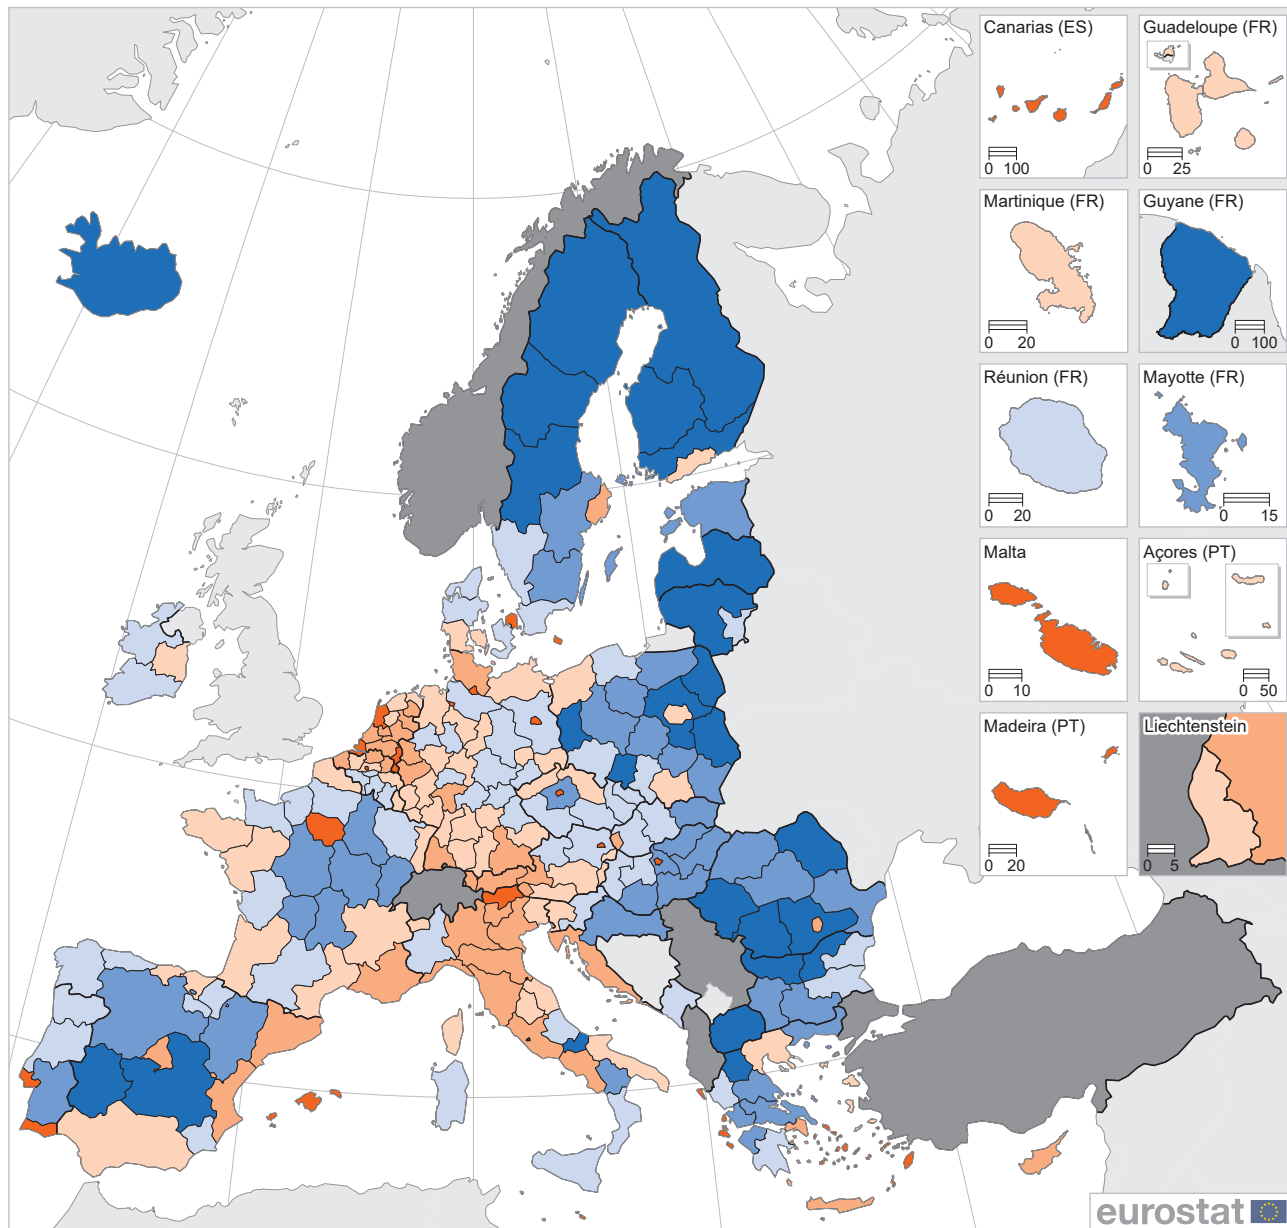 Canarias (ES)
0 100
Guadeloupe (FR)
0 25
Martinique (FR)
0 20
Guyane (FR)
0 100
Réunion (FR)
0 20
Mayotte (FR)
0 15
Malta
0 10
Açores (PT)
0 50
Madeira (PT)
0 20
Liechtenstein
0 5
eurostat